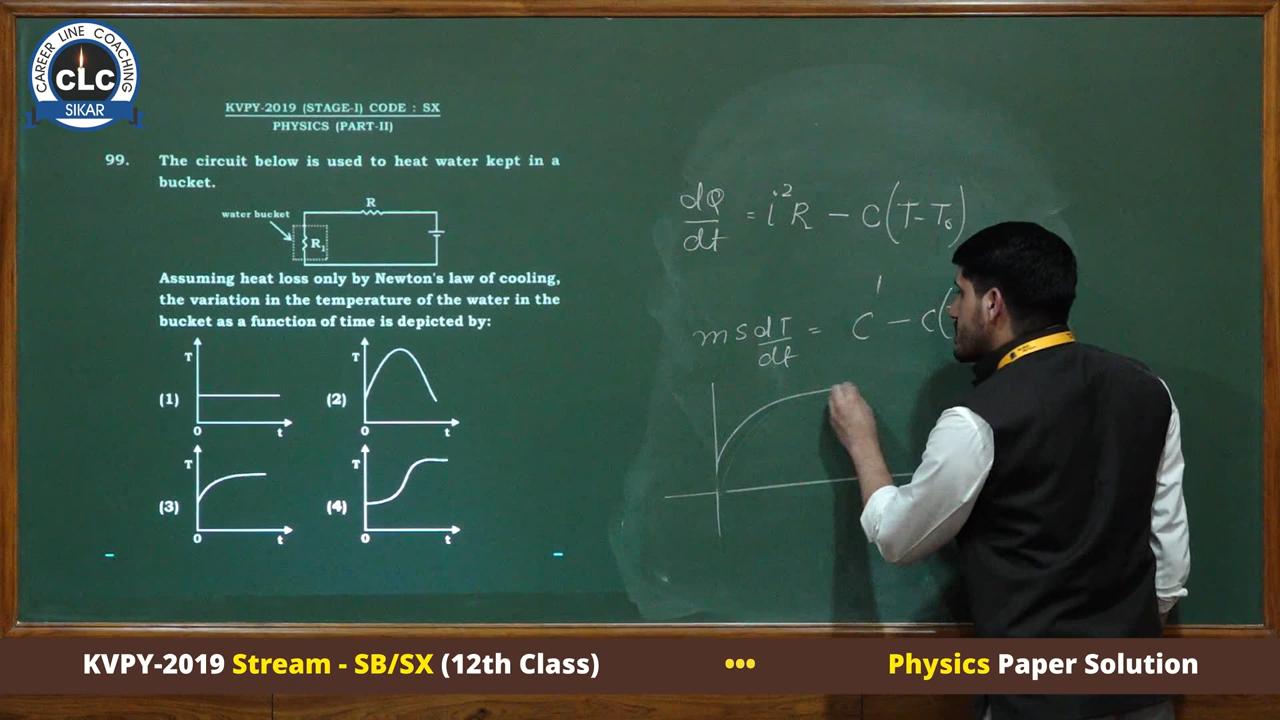 CAREER LINE COACHING
CLC
SIKAR
KVPY-2019 (STAGE-I) CODE : SX
PHYSICS (PART-II)
99. The circuit below is used to heat water kept in a
bucket.
R
water bucket
R₁
Assuming heat loss only by Newton's law of cooling,
the variation in the temperature of the water in the
bucket as a function of time is depicted by:
(1) T 0 t
(2) T 0 t
(3) T 0 t
(4) T 0 t
dQ/dt = i²R − C(T−T₀)
m s dT/dt = C' − C(
KVPY-2019 Stream - SB/SX (12th Class) ••• Physics Paper Solution